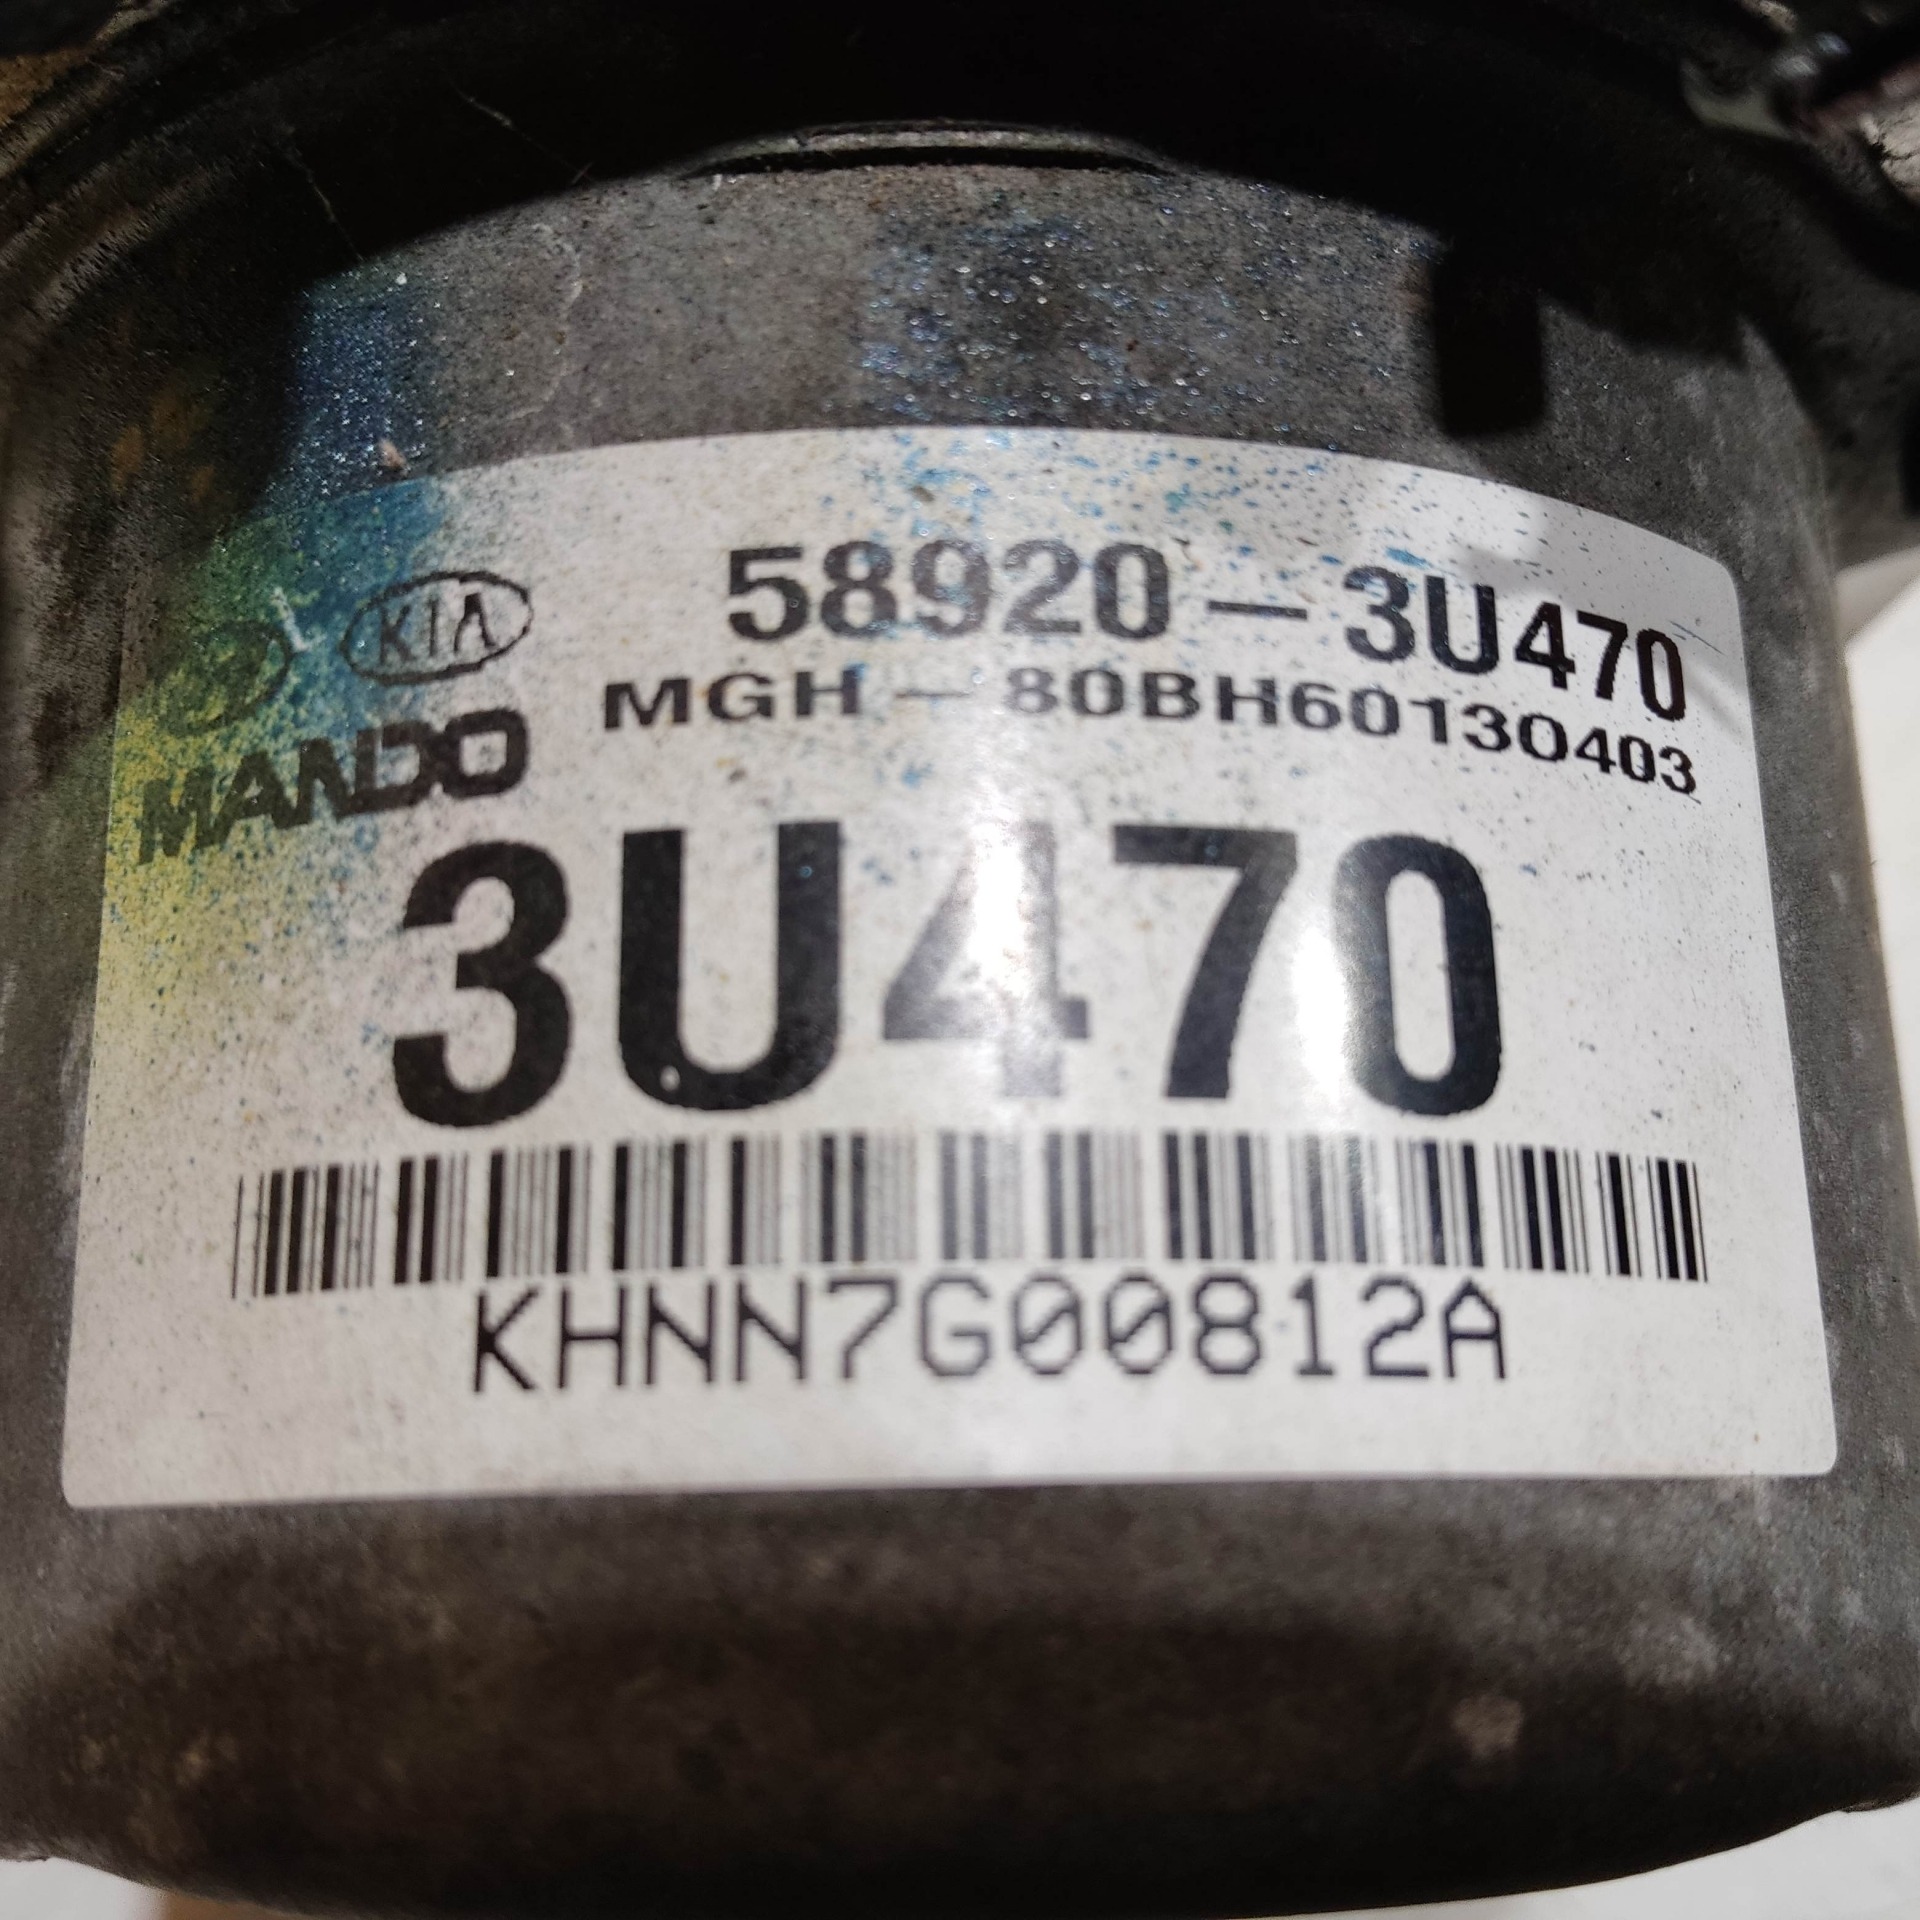 58920-3U470
KIA
MGH-80BH60130403
MANDO
3U470
KHNN7G00812A